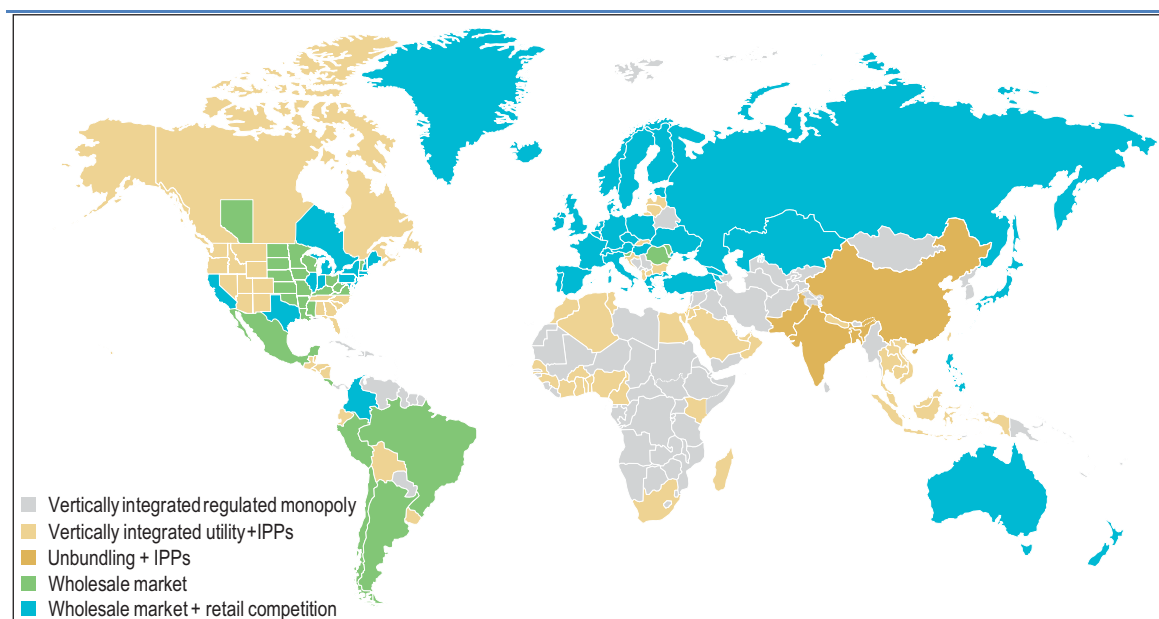 Vertically integrated regulated monopoly
Vertically integrated utility+IPPs
Unbundling + IPPs
Wholesale market
Wholesale market + retail competition